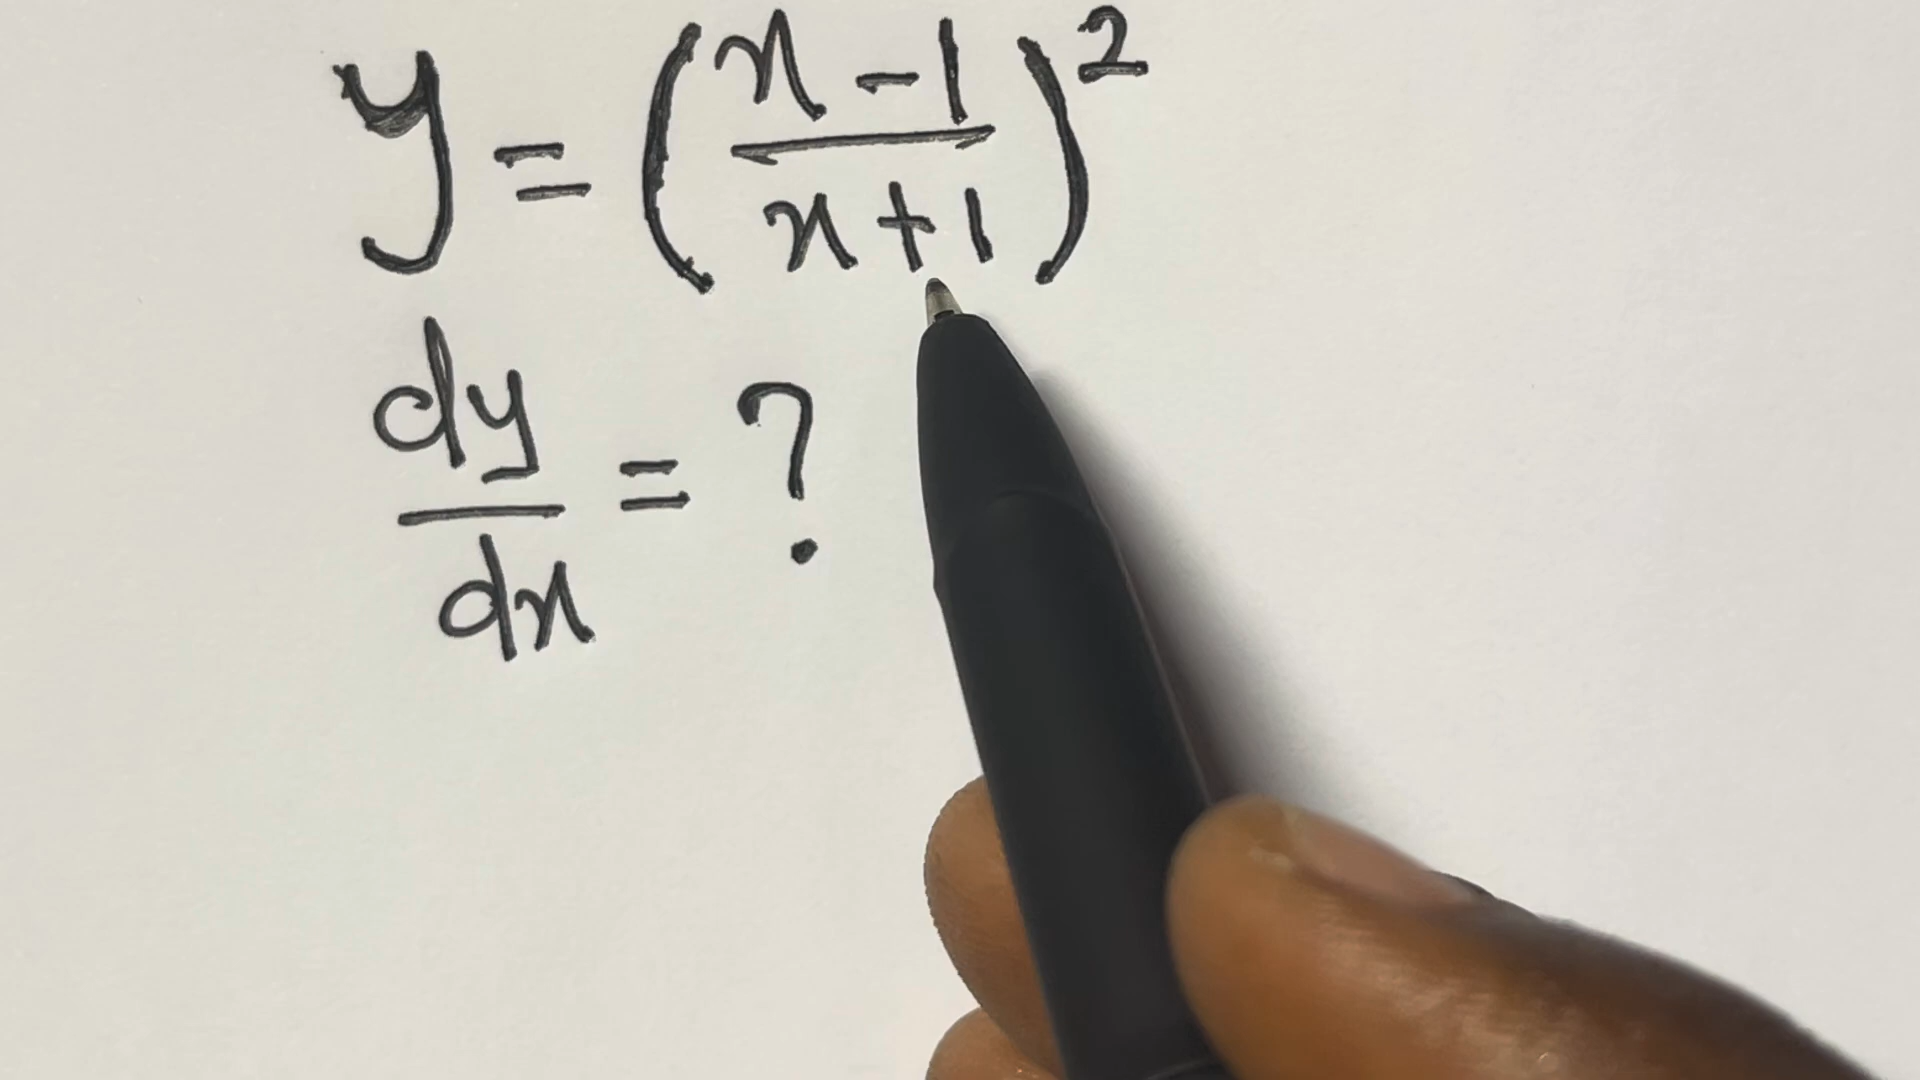 y = (x - 1 / x + 1)²
dy/dx = ?